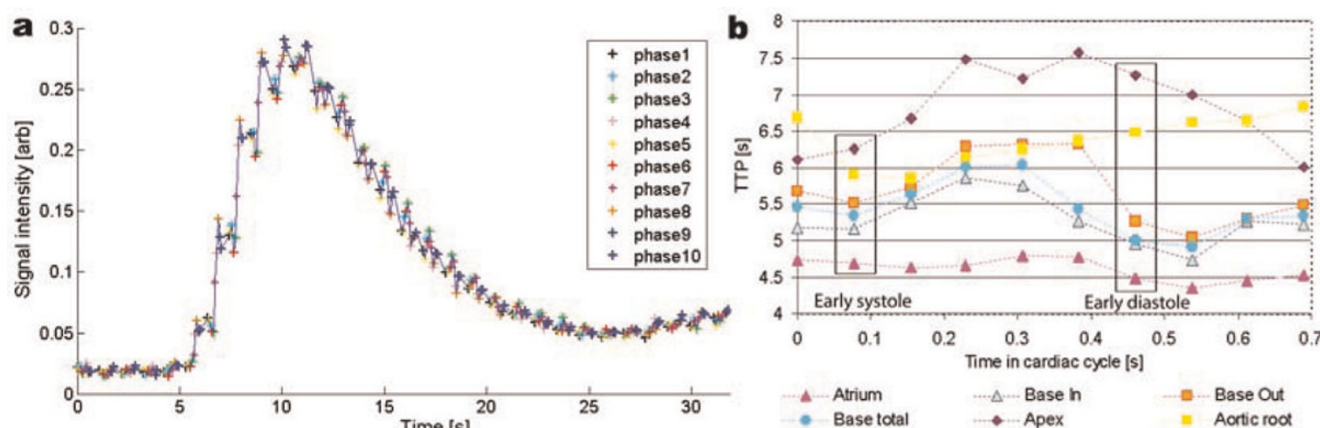 a
0.3
0.25
0.2
0.15
0.1
0.05
0
Signal intensity [arb]
0 5 10 15 20 25 30
Time [s]
phase1
phase2
phase3
phase4
phase5
phase6
phase7
phase8
phase9
phase10
b
8
7.5
7
6.5
6
5.5
5
4.5
4
TTP [s]
Early systole
Early diastole
0 0.1 0.2 0.3 0.4 0.5 0.6 0.7
Time in cardiac cycle [s]
Atrium Base In Base Out
Base total Apex Aortic root